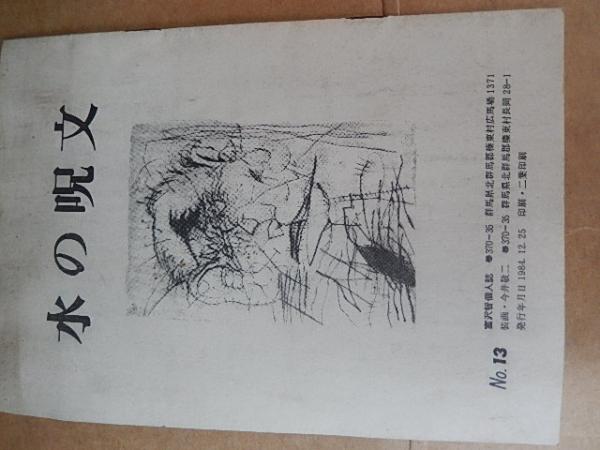 水の呪文
No. 13
富沢智個人誌 ●370-35 群馬県北群馬郡榛東村広馬場1371
装画・今井敬二 ●370-35 群馬県北群馬郡榛東村長岡28-1
発行年月日 1984. 12. 25 印刷・二葉印刷